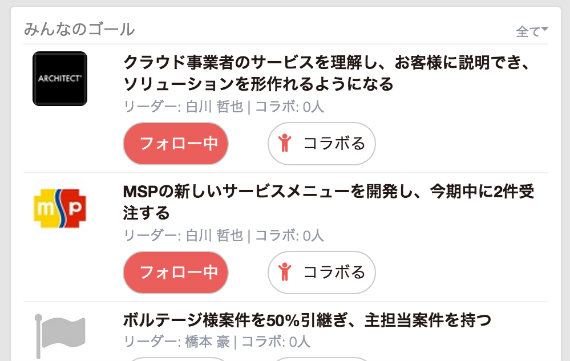 みんなのゴール
全て
ARCHITECT
クラウド事業者のサービスを理解し、お客様に説明でき、
ソリューションを形作れるようになる
リーダー: 白川 哲也 | コラボ: 0人
フォロー中
コラボる
msp
MSPの新しいサービスメニューを開発し、今期中に2件受
注する
リーダー: 白川 哲也 | コラボ: 0人
フォロー中
コラボる
ボルテージ様案件を50%引継ぎ、主担当案件を持つ
リーダー: 橋本 豪 | コラボ: 0人